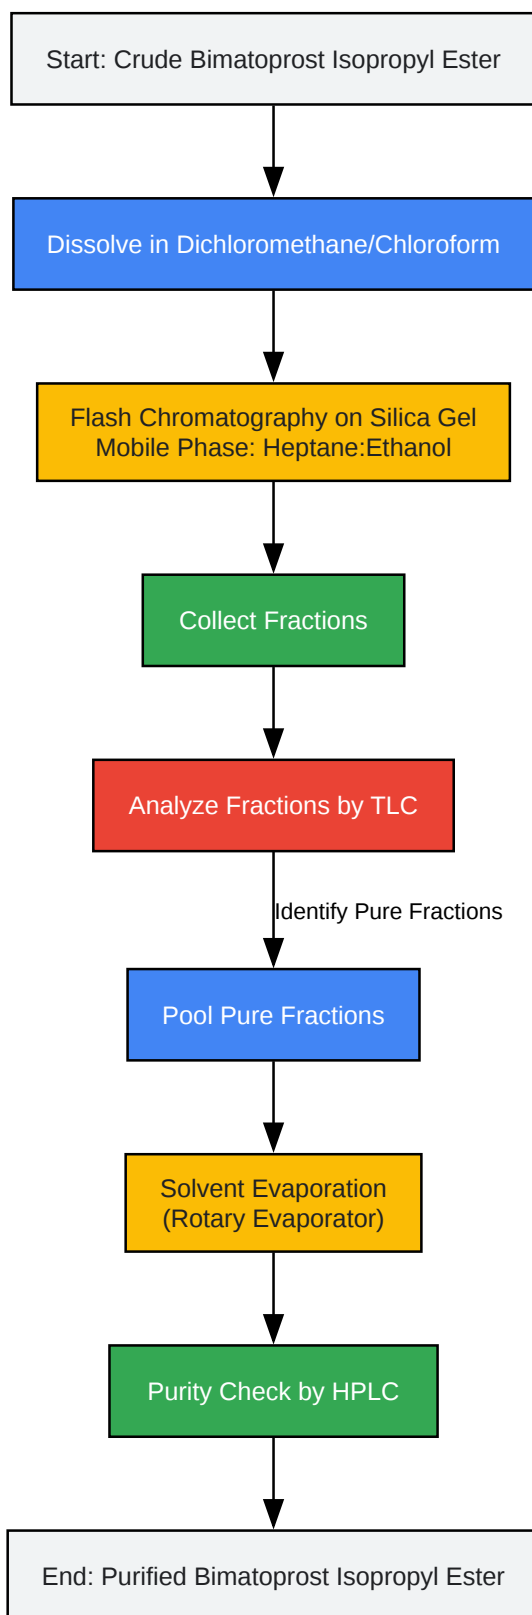 Start: Crude Bimatoprost Isopropyl Ester
Dissolve in Dichloromethane/Chloroform
Flash Chromatography on Silica Gel
Mobile Phase: Heptane:Ethanol
Collect Fractions
Analyze Fractions by TLC
Identify Pure Fractions
Pool Pure Fractions
Solvent Evaporation
(Rotary Evaporator)
Purity Check by HPLC
End: Purified Bimatoprost Isopropyl Ester